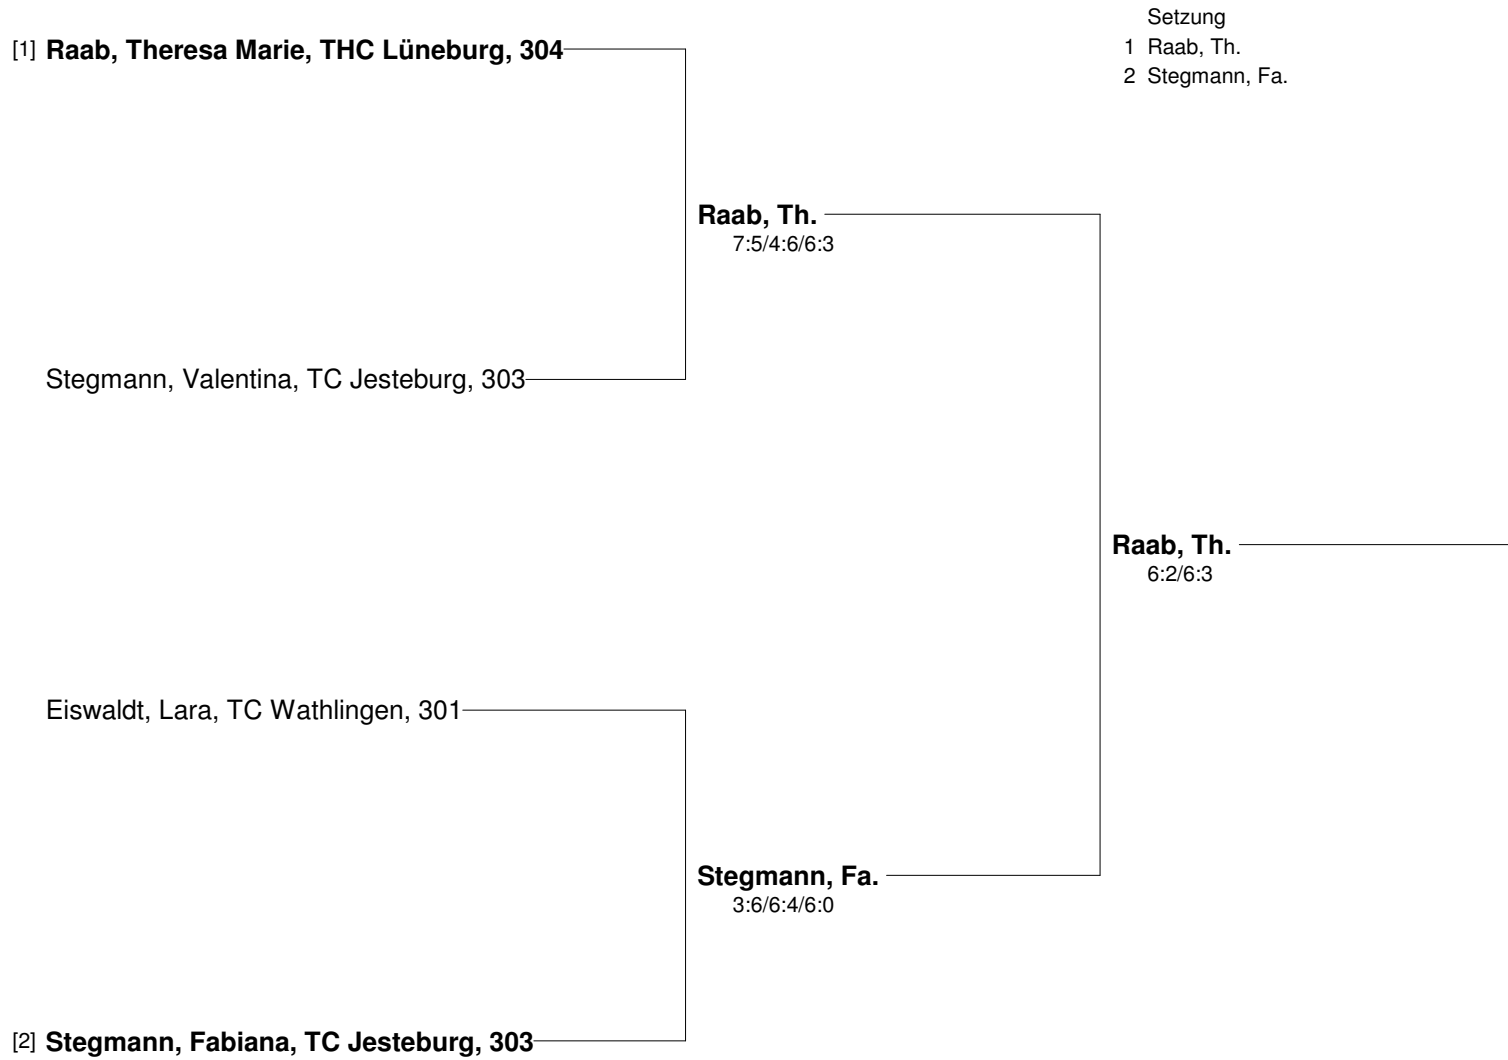 Setzung
1 Raab, Th.
2 Stegmann, Fa.
[1] Raab, Theresa Marie, THC Lüneburg, 304
Raab, Th.
7:5/4:6/6:3
Stegmann, Valentina, TC Jesteburg, 303
Raab, Th.
6:2/6:3
Eiswaldt, Lara, TC Wathlingen, 301
Stegmann, Fa.
3:6/6:4/6:0
[2] Stegmann, Fabiana, TC Jesteburg, 303